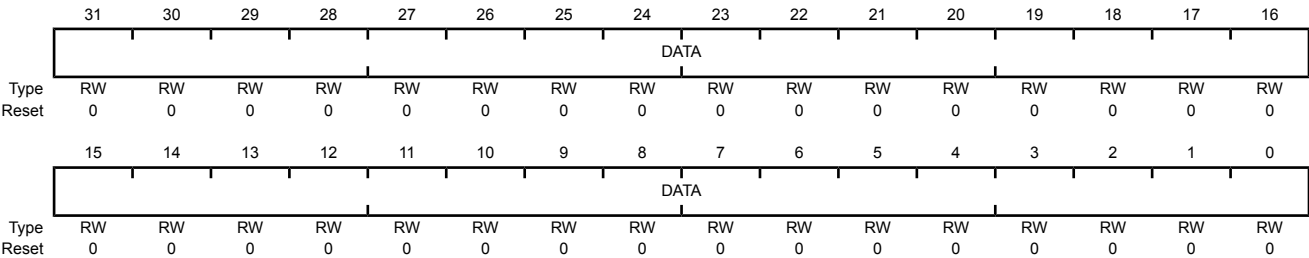 31 30 29 28 27 26 25 24 23 22 21 20 19 18 17 16
DATA
Type RW RW RW RW RW RW RW RW RW RW RW RW RW RW RW RW
Reset 0 0 0 0 0 0 0 0 0 0 0 0 0 0 0 0
15 14 13 12 11 10 9 8 7 6 5 4 3 2 1 0
DATA
Type RW RW RW RW RW RW RW RW RW RW RW RW RW RW RW RW
Reset 0 0 0 0 0 0 0 0 0 0 0 0 0 0 0 0